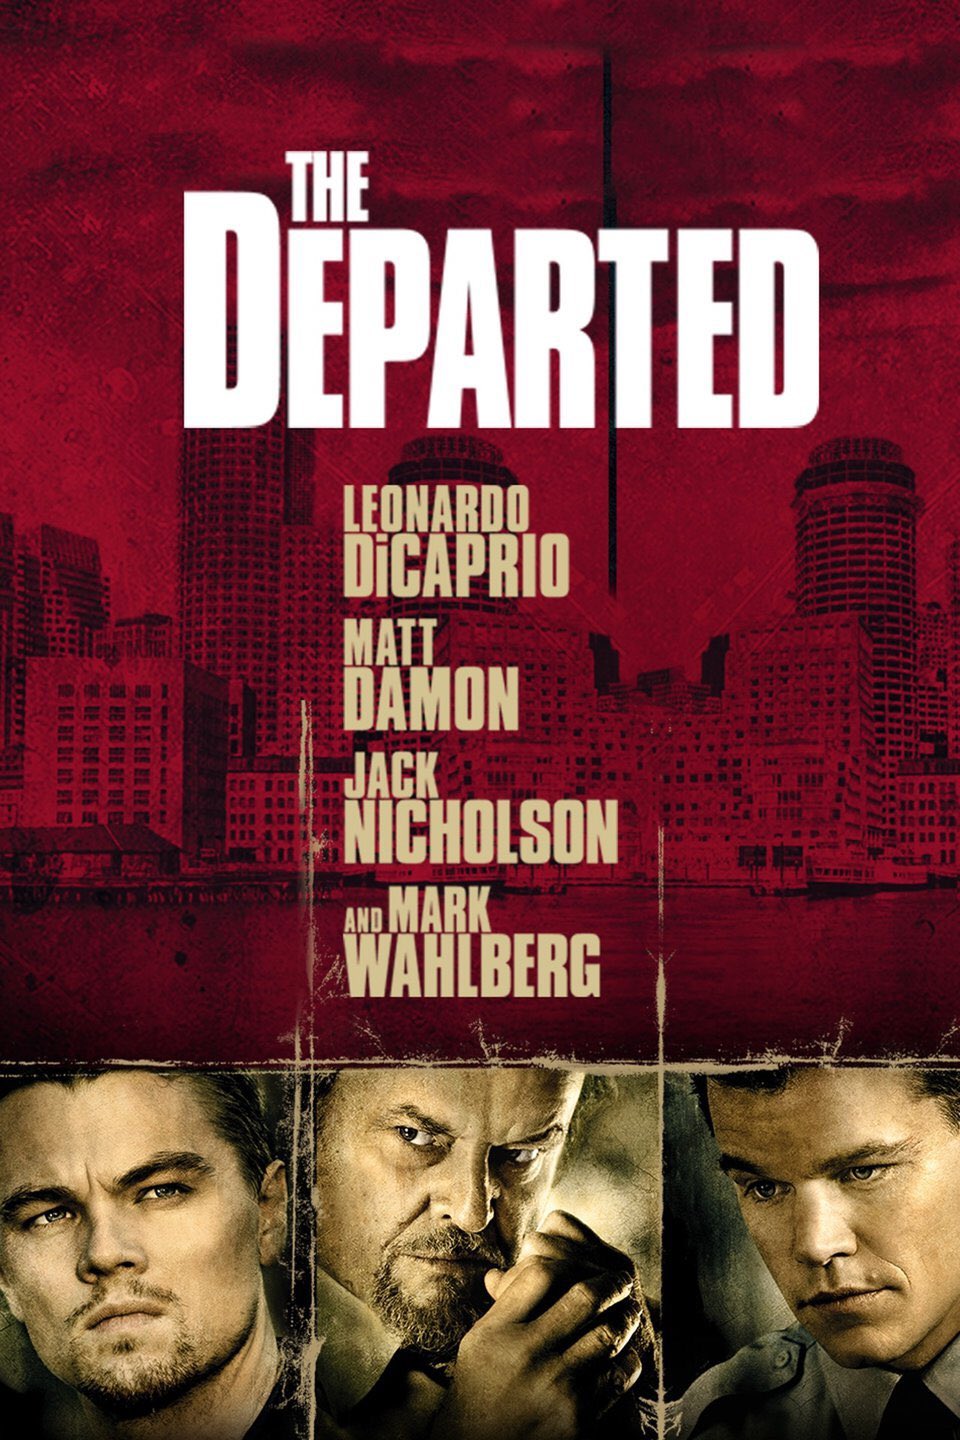 THE
DEPARTED
LEONARDO
DiCAPRIO
MATT
DAMON
JACK
NICHOLSON
AND MARK
WAHLBERG